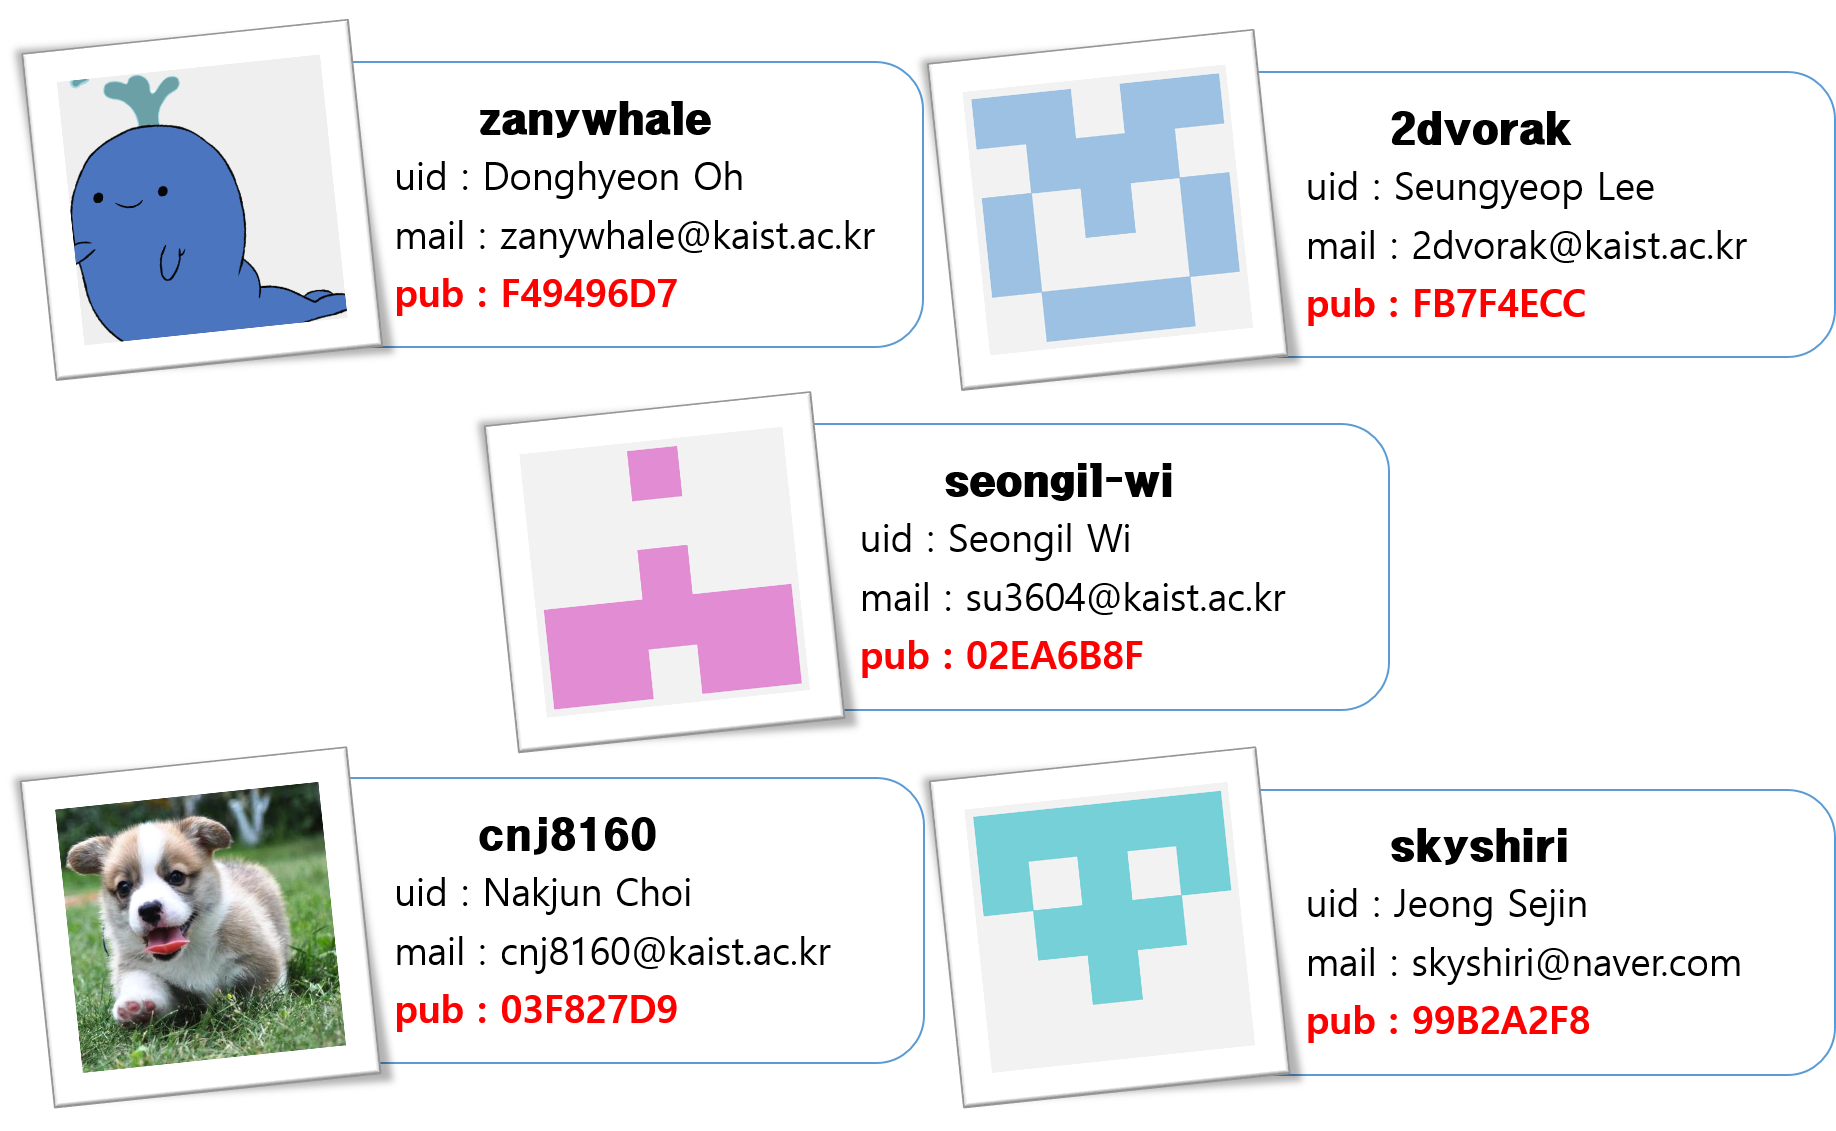 zanywhale
uid : Donghyeon Oh
mail : zanywhale@kaist.ac.kr
pub : F49496D7
2dvorak
uid : Seungyeop Lee
mail : 2dvorak@kaist.ac.kr
pub : FB7F4ECC
seongil-wi
uid : Seongil Wi
mail : su3604@kaist.ac.kr
pub : 02EA6B8F
cnj8160
uid : Nakjun Choi
mail : cnj8160@kaist.ac.kr
pub : 03F827D9
skyshiri
uid : Jeong Sejin
mail : skyshiri@naver.com
pub : 99B2A2F8